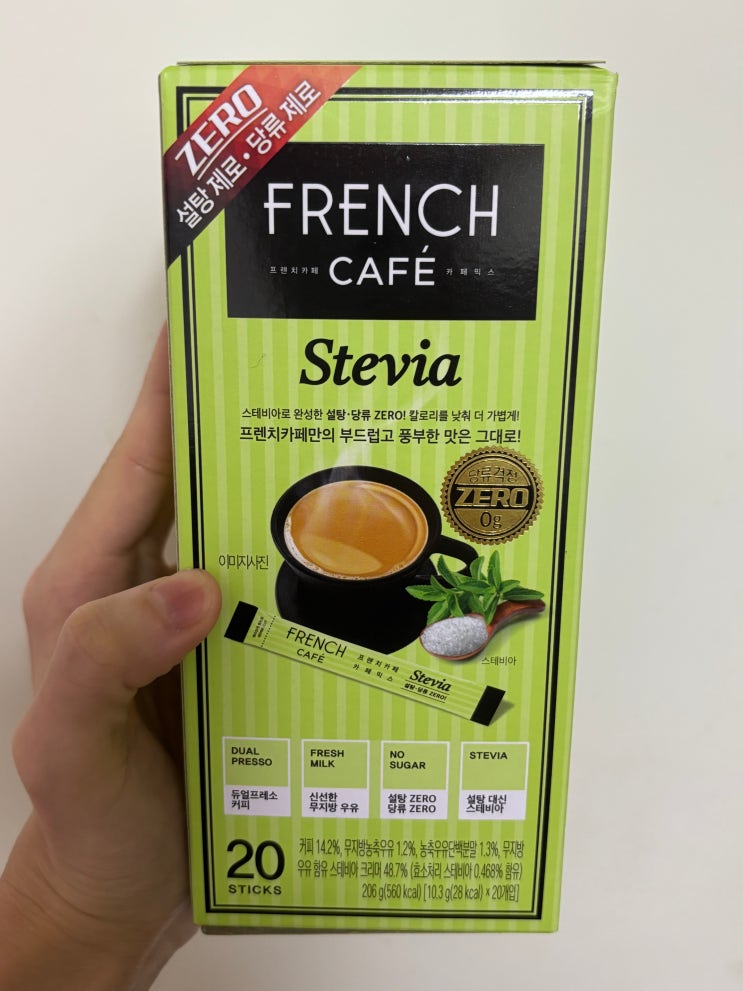 ZERO
설탕 제로 · 당류 제로
FRENCH
프렌치카페 CAFÉ 카페믹스
Stevia
스테비아로 완성한 설탕·당류 ZERO! 칼로리를 낮춰 더 가볍게!
프렌치카페만의 부드럽고 풍부한 맛은 그대로!
당류걱정
ZERO
0g
이미지사진
스테비아
FRENCH
CAFÉ
프렌치카페
카페믹스
Stevia
설탕·당류 ZERO!
DUAL
PRESSO
듀얼프레소
커피
FRESH
MILK
신선한
무지방 우유
NO
SUGAR
설탕 ZERO
당류 ZERO
STEVIA
설탕 대신
스테비아
20
STICKS
커피 14.2%, 무지방농축우유 1.2%, 농축우유단백분말 1.3%, 무지방
우유 함유 스테비아 크리머 48.7% (효소처리 스테비아 0.468% 함유)
206 g(560 kcal) [10.3 g(28 kcal) × 20개입]